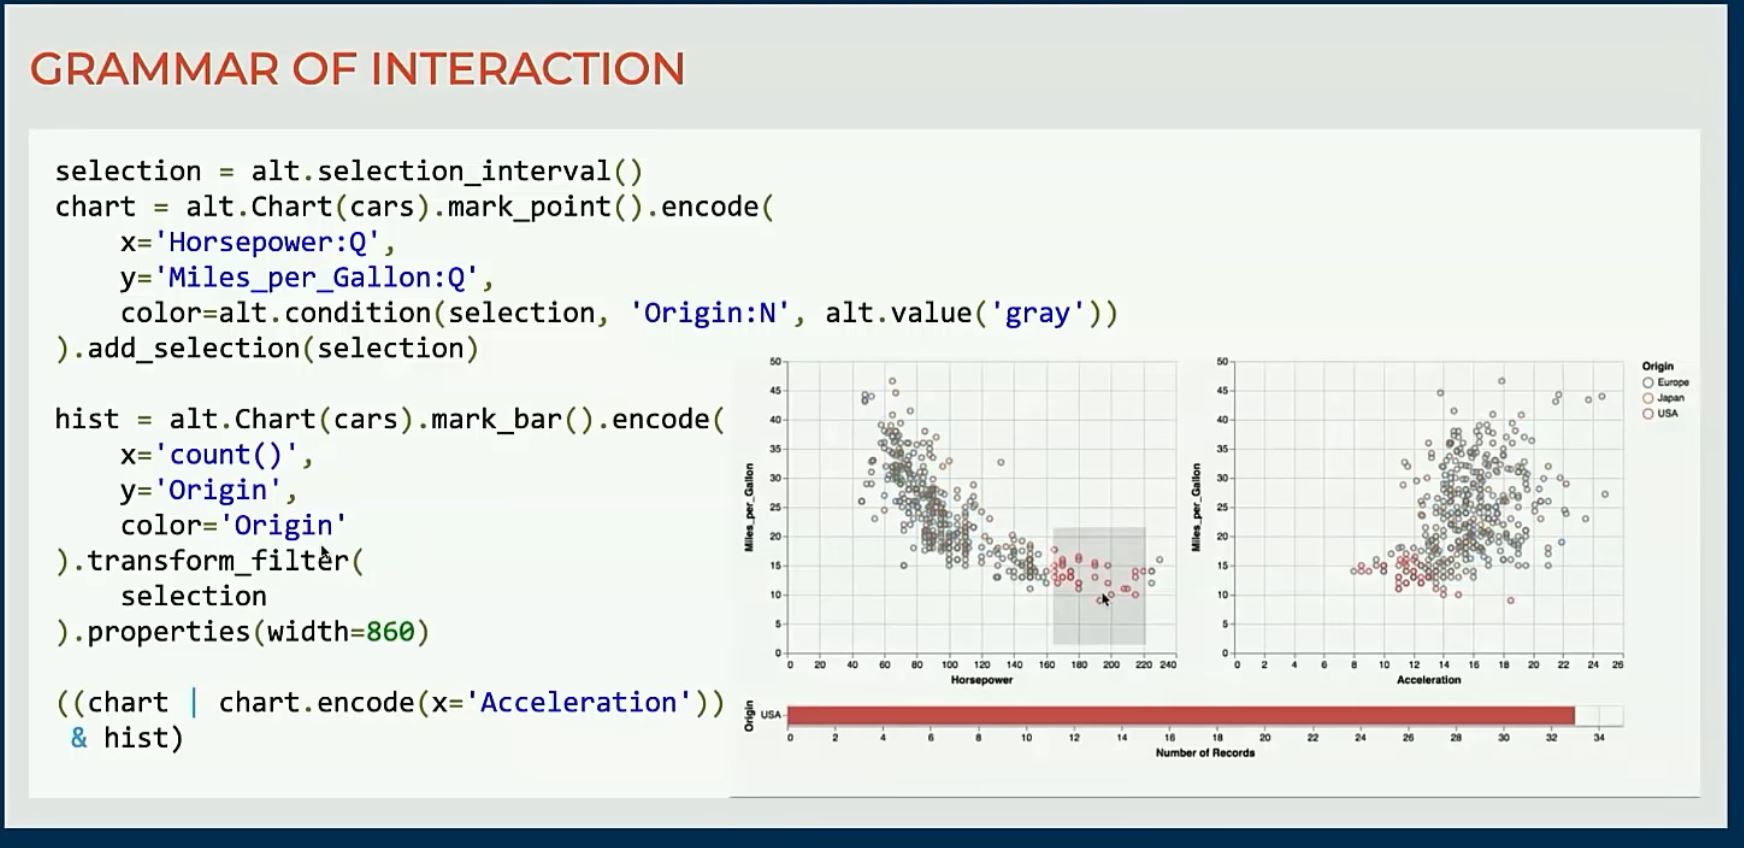 GRAMMAR OF INTERACTION
selection = alt.selection_interval()
chart = alt.Chart(cars).mark_point().encode(
    x='Horsepower:Q',
    y='Miles_per_Gallon:Q',
    color=alt.condition(selection, 'Origin:N', alt.value('gray'))
).add_selection(selection)
hist = alt.Chart(cars).mark_bar().encode(
    x='count()',
    y='Origin',
    color='Origin'
).transform_filter(
    selection
).properties(width=860)
((chart | chart.encode(x='Acceleration'))
 & hist)
50
45
40
35
30
25
20
15
10
5
0
Miles_per_Gallon
0 20 40 60 80 100 120 140 160 180 200 220 240
Horsepower
50
45
40
35
30
25
20
15
10
5
0
Miles_per_Gallon
0 2 4 6 8 10 12 14 16 18 20 22 24 26
Acceleration
Origin
Europe
Japan
USA
Origin
USA
0 2 4 6 8 10 12 14 16 18 20 22 24 26 28 30 32 34
Number of Records